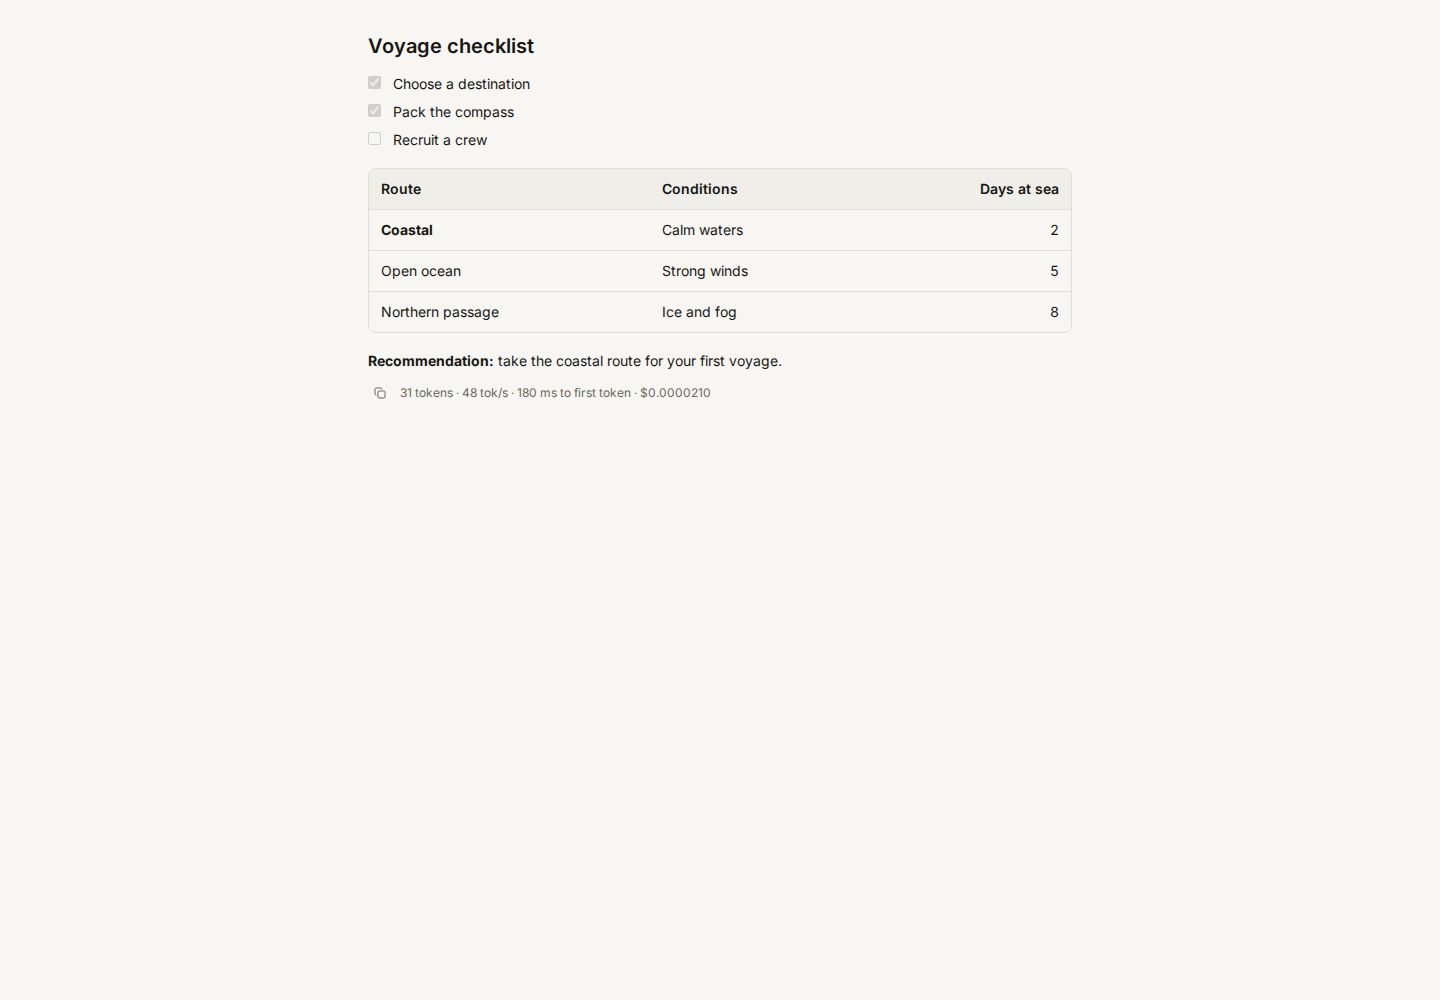 Voyage checklist
Choose a destination
Pack the compass
Recruit a crew
Route Conditions Days at sea
Coastal Calm waters 2
Open ocean Strong winds 5
Northern passage Ice and fog 8
Recommendation: take the coastal route for your first voyage.
31 tokens · 48 tok/s · 180 ms to first token · $0.0000210